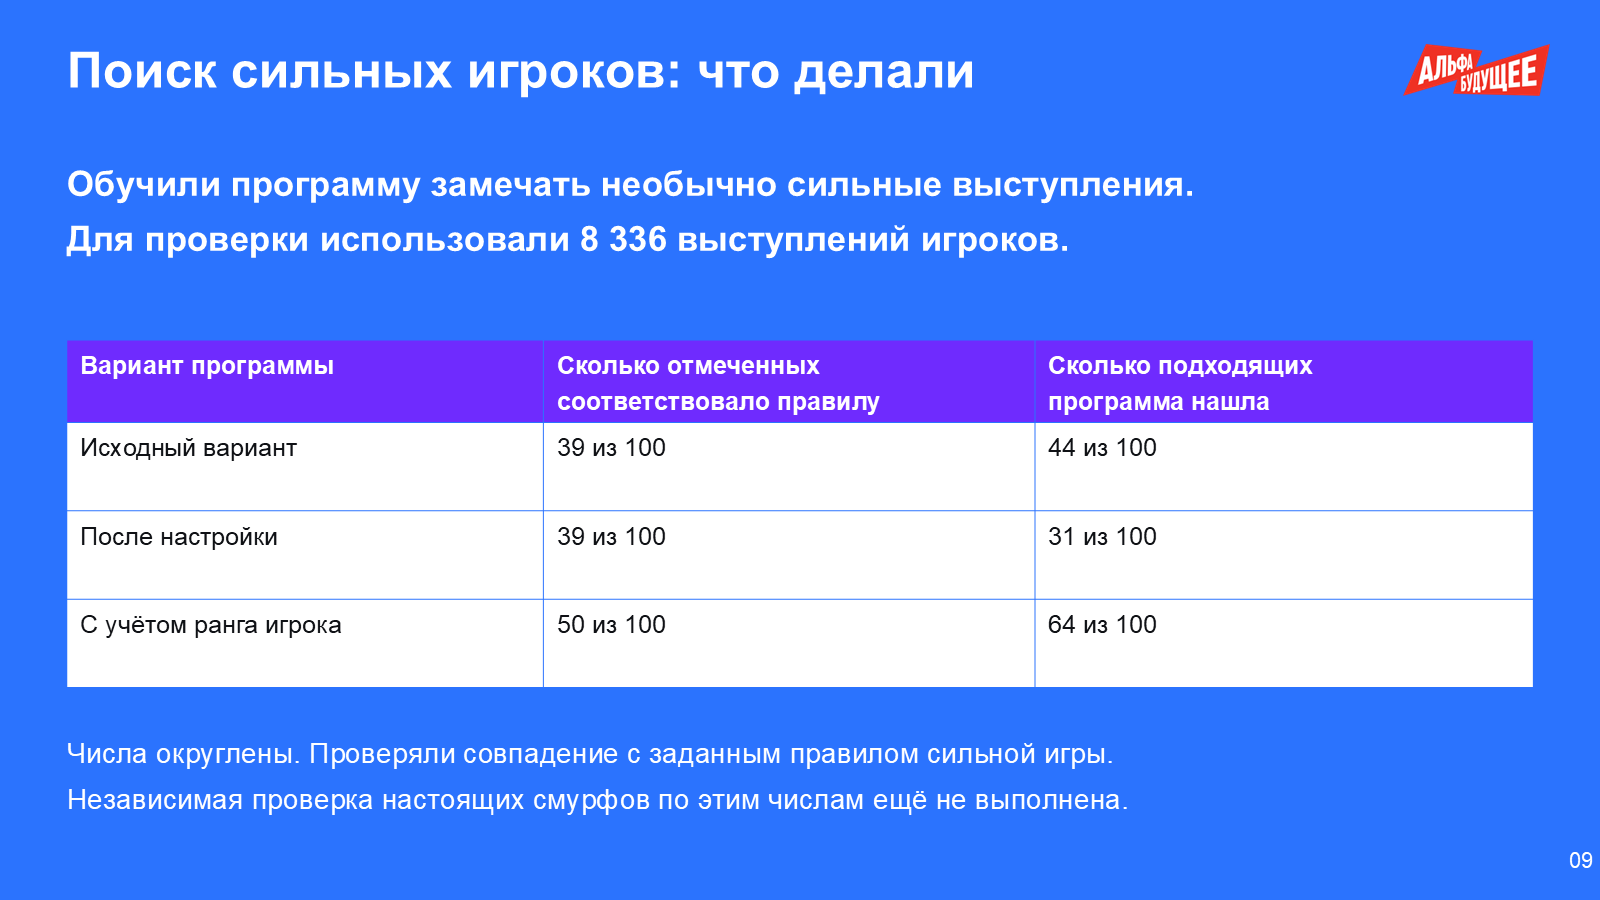 Поиск сильных игроков: что делали
АЛЬФА
БУДУЩЕЕ
Обучили программу замечать необычно сильные выступления.
Для проверки использовали 8 336 выступлений игроков.
Вариант программы
Сколько отмеченных
соответствовало правилу
Сколько подходящих
программа нашла
Исходный вариант
39 из 100
44 из 100
После настройки
39 из 100
31 из 100
С учётом ранга игрока
50 из 100
64 из 100
Числа округлены. Проверяли совпадение с заданным правилом сильной игры.
Независимая проверка настоящих смурфов по этим числам ещё не выполнена.
09